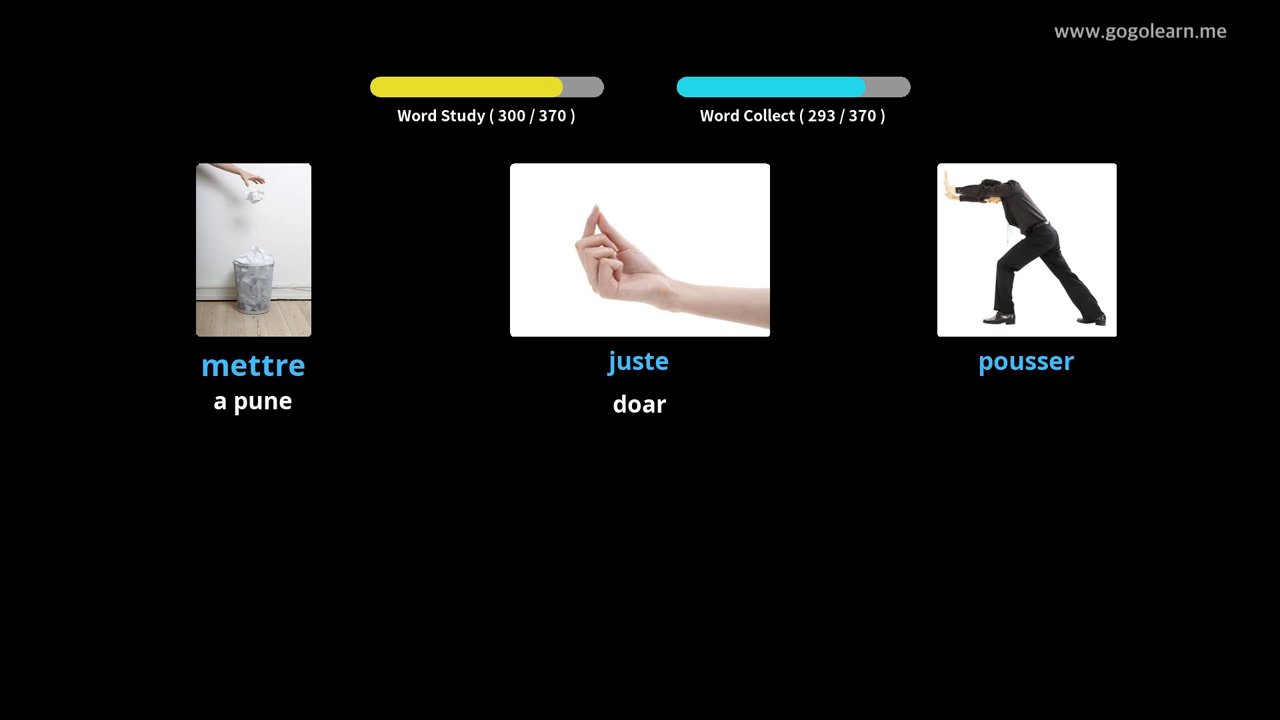 www.gogolearn.me
Word Study ( 300 / 370 )
Word Collect ( 293 / 370 )
mettre
a pune
juste
doar
pousser